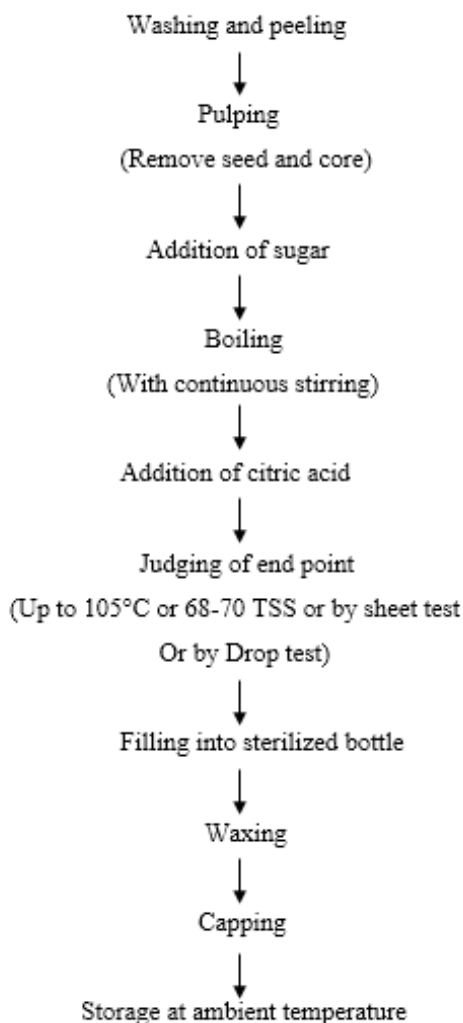 Washing and peeling
Pulping
(Remove seed and core)
Addition of sugar
Boiling
(With continuous stirring)
Addition of citric acid
Judging of end point
(Up to 105°C or 68-70 TSS or by sheet test
Or by Drop test)
Filling into sterilized bottle
Waxing
Capping
Storage at ambient temperature